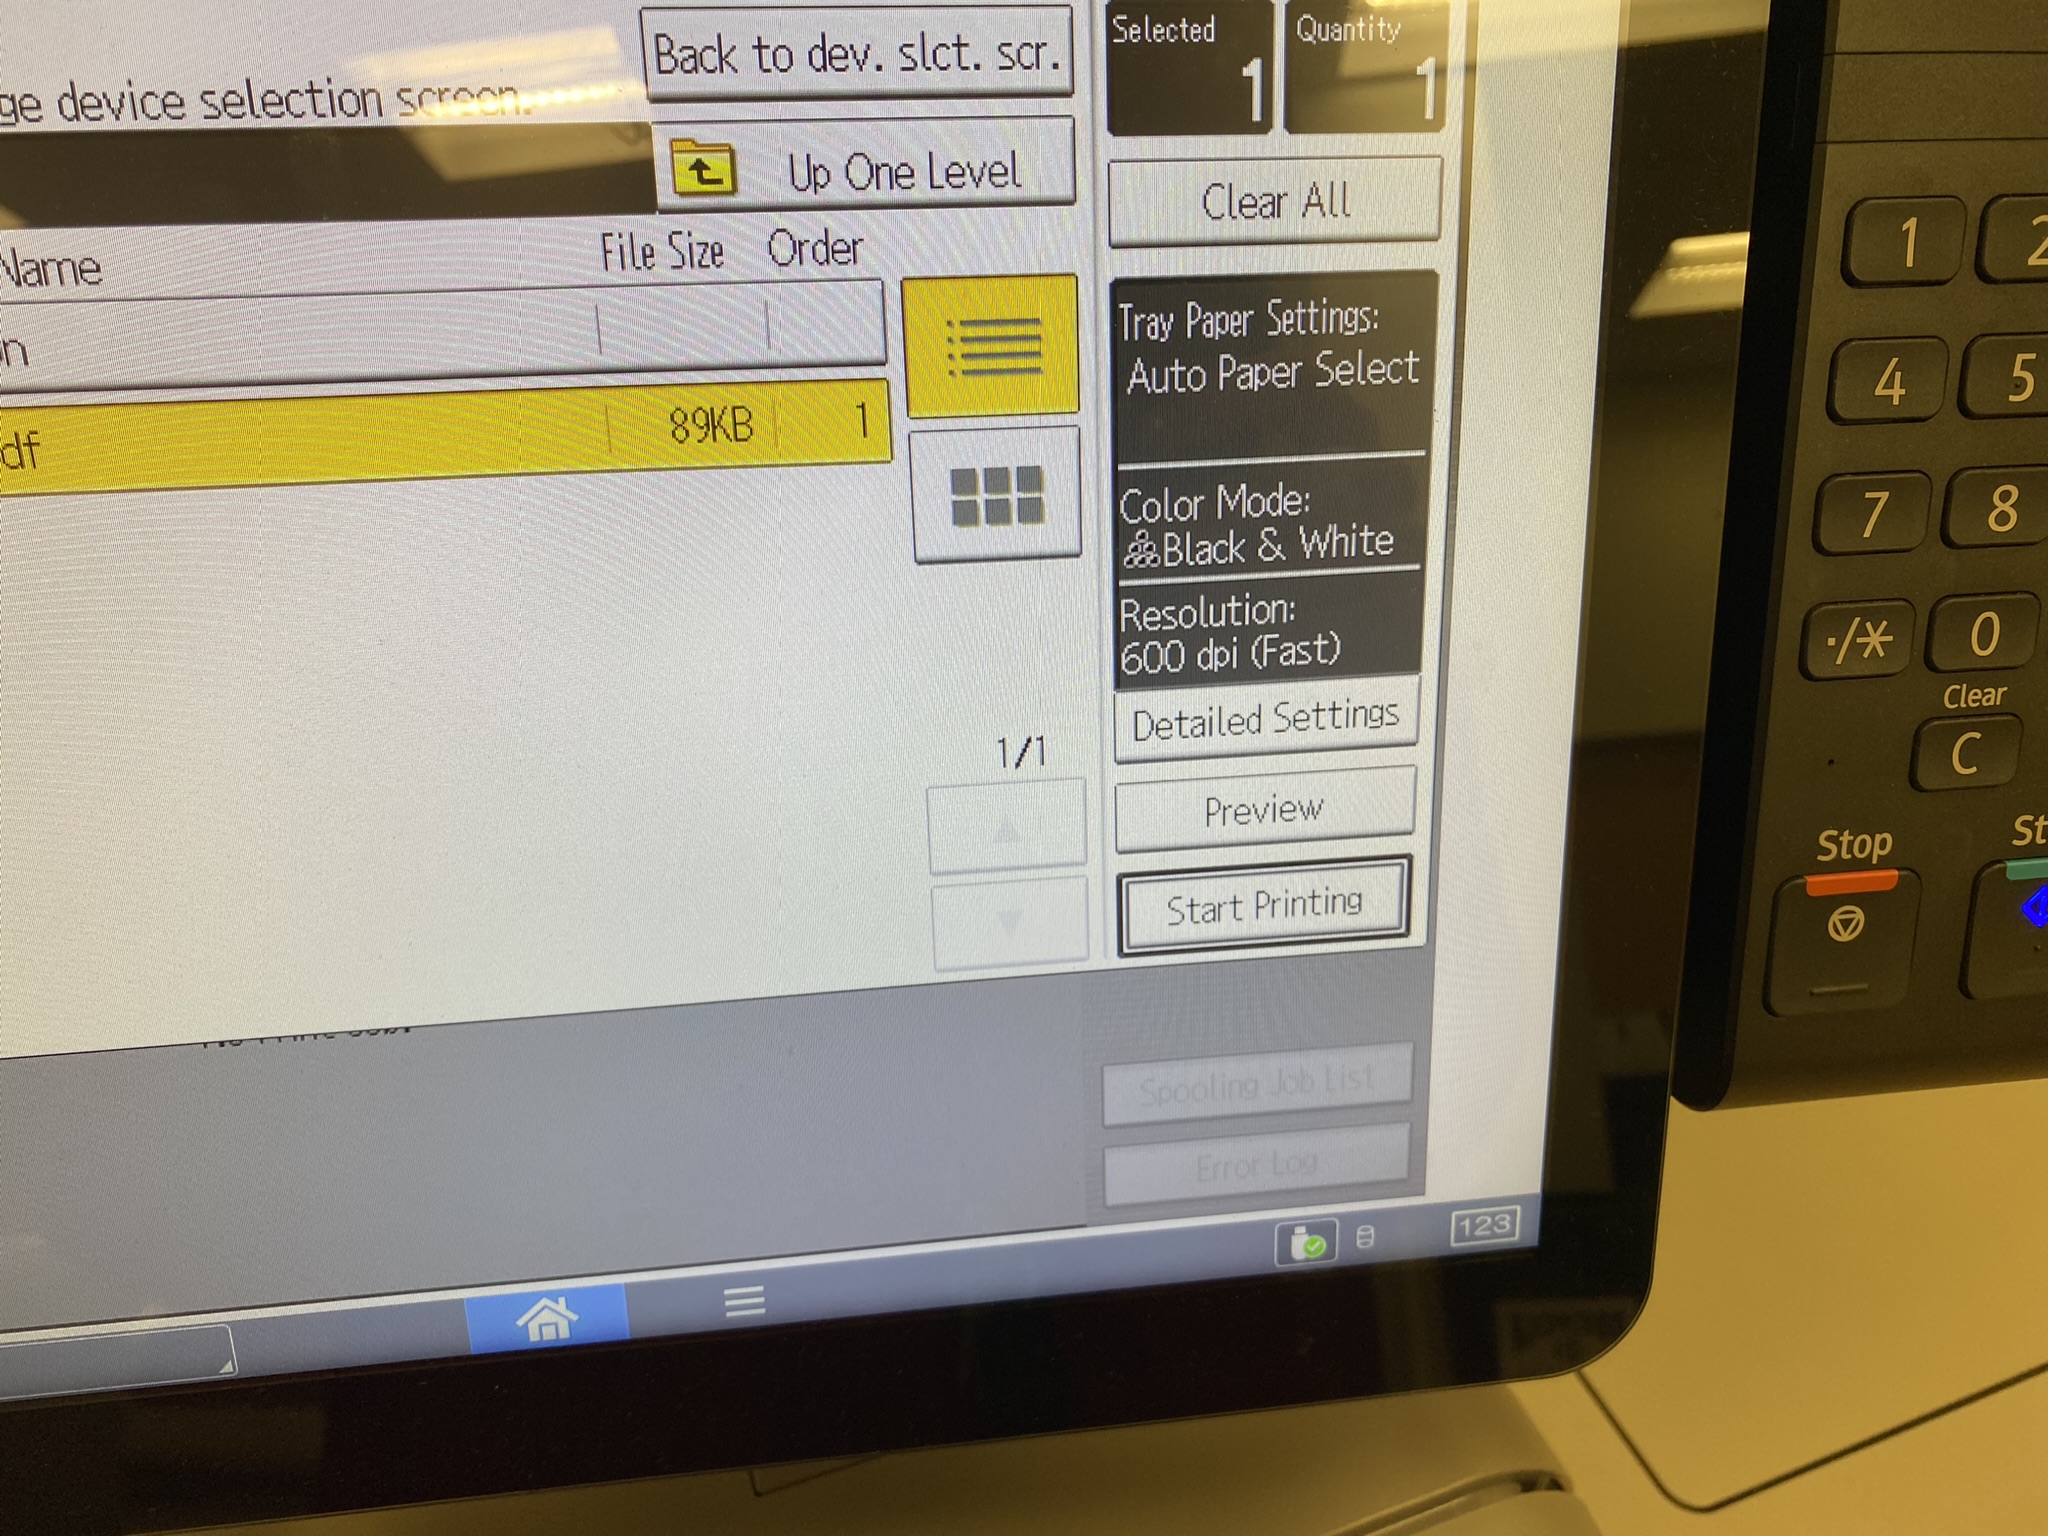 Back to dev. slct. scr.
Selected
Quantity
1
1
ge device selection screen.
Up One Level
Clear All
Name
File Size
Order
n
df
89KB
1
Tray Paper Settings:
Auto Paper Select
Color Mode:
Black & White
Resolution:
600 dpi (Fast)
Detailed Settings
1/1
Preview
Start Printing
Spooling Job List
Error Log
123
1
2
4
5
7
8
./*
0
Clear
C
Stop
St